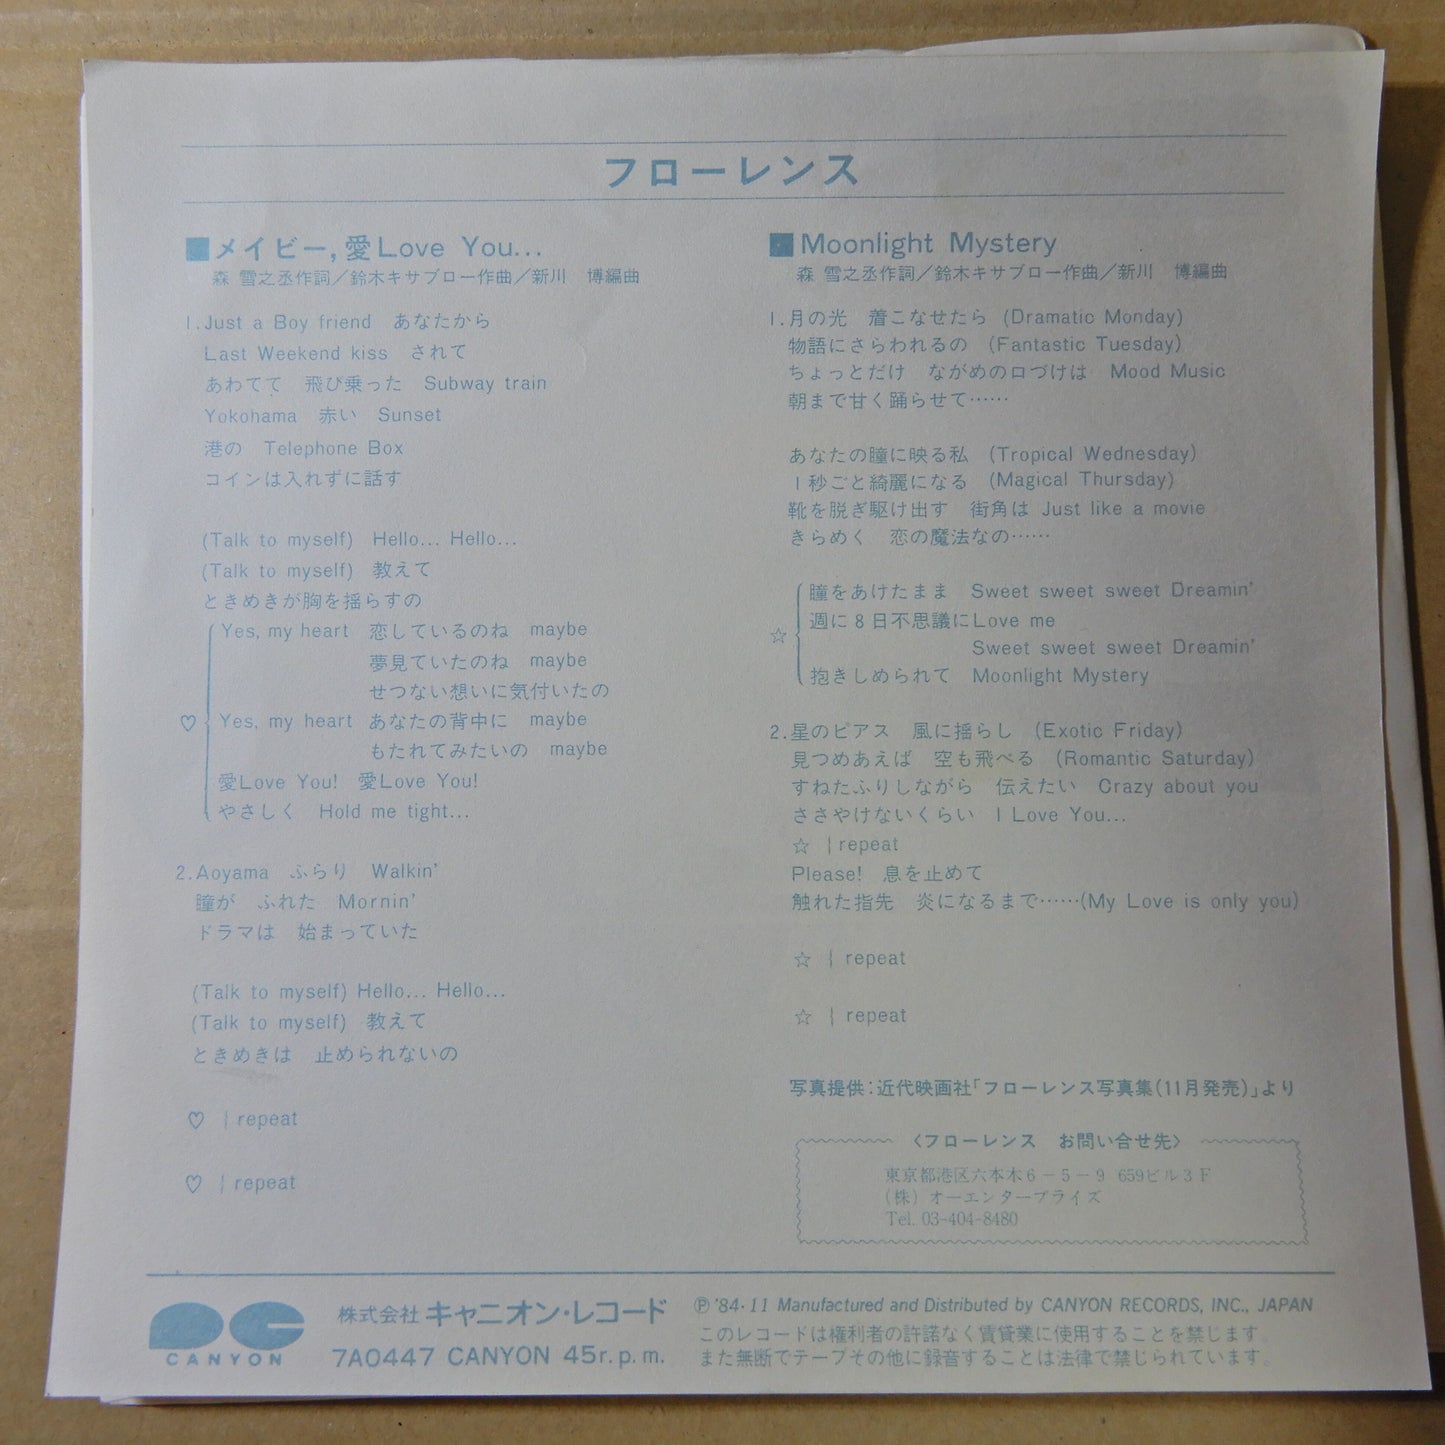 フローレンス
■メイビー,愛Love You…
森 雪之丞作詞／鈴木キサブロー作曲／新川 博編曲
1.Just a Boy friend あなたから
Last Weekend kiss されて
あわてて 飛び乗った Subway train
Yokohama 赤い Sunset
港の Telephone Box
コインは入れずに話す
(Talk to myself) Hello… Hello…
(Talk to myself) 教えて
ときめきが胸を揺らすの
Yes, my heart 恋しているのね maybe
夢見ていたのね maybe
せつない想いに気付いたの
♡ Yes, my heart あなたの背中に maybe
もたれてみたいの maybe
愛Love You! 愛Love You!
やさしく Hold me tight…
2.Aoyama ふらり Walkin'
瞳が ふれた Mornin'
ドラマは 始まっていた
(Talk to myself) Hello… Hello…
(Talk to myself) 教えて
ときめきは 止められないの
♡ { repeat
♡ { repeat
■Moonlight Mystery
森 雪之丞作詞／鈴木キサブロー作曲／新川 博編曲
1.月の光 着こなせたら (Dramatic Monday)
物語にさらわれるの (Fantastic Tuesday)
ちょっとだけ ながめの口づけは Mood Music
朝まで甘く踊らせて……
あなたの瞳に映る私 (Tropical Wednesday)
1秒ごと綺麗になる (Magical Thursday)
靴を脱ぎ駆け出す 街角は Just like a movie
きらめく 恋の魔法なの……
瞳をあけたまま Sweet sweet sweet Dreamin'
☆ 週に8日不思議にLove me
Sweet sweet sweet Dreamin'
抱きしめられて Moonlight Mystery
2.星のピアス 風に揺らし (Exotic Friday)
見つめあえば 空も飛べる (Romantic Saturday)
すねたふりしながら 伝えたい Crazy about you
ささやけないくらい I Love You…
☆ { repeat
Please! 息を止めて
触れた指先 炎になるまで……(My Love is only you)
☆ { repeat
☆ { repeat
写真提供:近代映画社「フローレンス写真集(11月発売)」より
〈フローレンス お問い合せ先〉
東京都港区六本木6－5－9 659ビル3F
(株) オーエンタープライズ
Tel. 03-404-8480
CANYON
株式会社 キャニオン・レコード
7A0447 CANYON 45r.p.m.
Ⓟ'84・11 Manufactured and Distributed by CANYON RECORDS, INC., JAPAN
このレコードは権利者の許諾なく賃貸業に使用することを禁じます。
また無断でテープその他に録音することは法律で禁じられています。